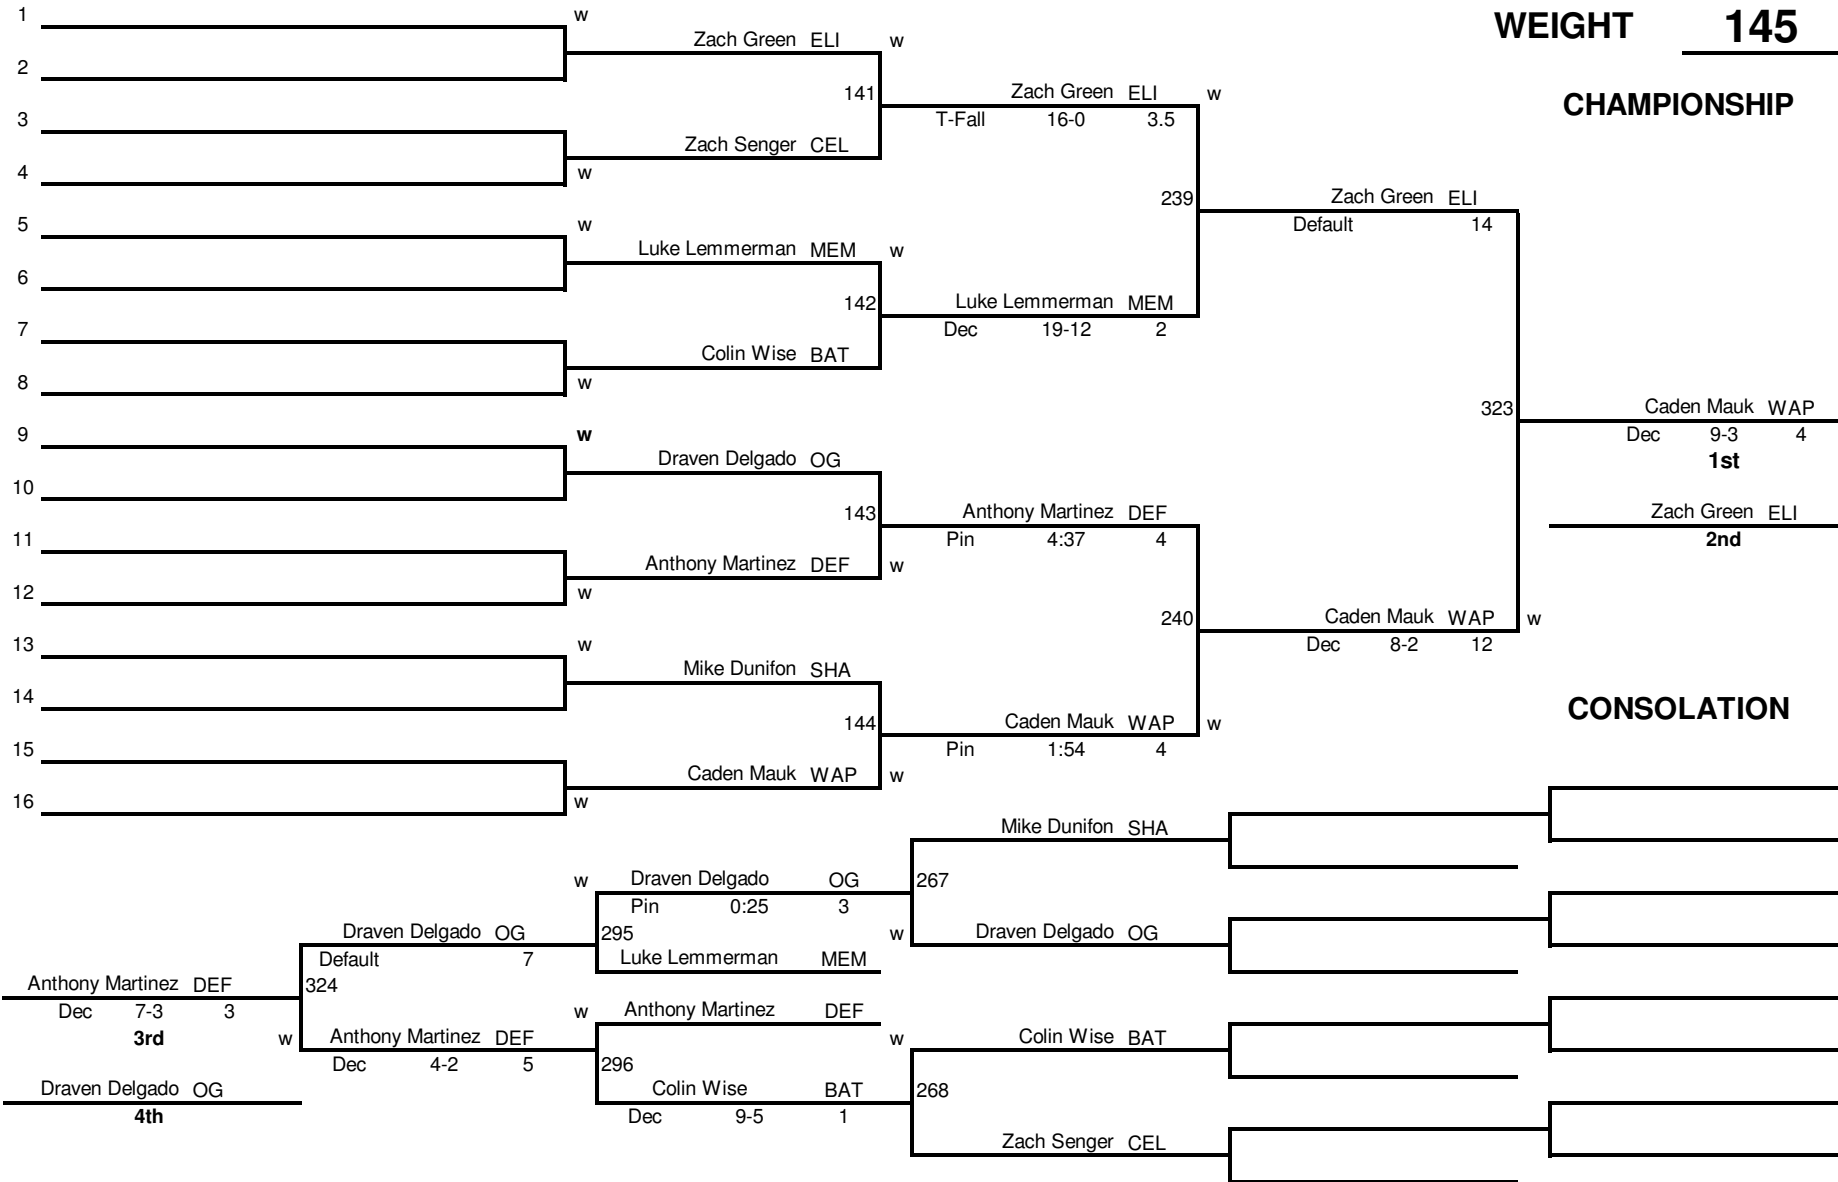 1 w WEIGHT 145
Zach Green ELI w
2
141 Zach Green ELI w
CHAMPIONSHIP
3 T-Fall 16-0 3.5
Zach Senger CEL
4 w
239 Zach Green ELI
5 w Default 14
Luke Lemmerman MEM w
6
142 Luke Lemmerman MEM
7 Dec 19-12 2
Colin Wise BAT
8 w
323 Caden Mauk WAP
9 w Dec 9-3 4
Draven Delgado OG 1st
10
143 Anthony Martinez DEF Zach Green ELI
11 Pin 4:37 4 2nd
Anthony Martinez DEF w
12 w
240 Caden Mauk WAP w
13 w Dec 8-2 12
Mike Dunifon SHA
14
CONSOLATION
144 Caden Mauk WAP w
15 Pin 1:54 4
Caden Mauk WAP w
16 w
Mike Dunifon SHA
w Draven Delgado OG 267
Pin 0:25 3
Draven Delgado OG 295 w Draven Delgado OG
Default 7 Luke Lemmerman MEM
Anthony Martinez DEF 324
Dec 7-3 3 w Anthony Martinez DEF
3rd w Anthony Martinez DEF w Colin Wise BAT
Dec 4-2 5 296
Draven Delgado OG Colin Wise BAT 268
4th Dec 9-5 1
Zach Senger CEL